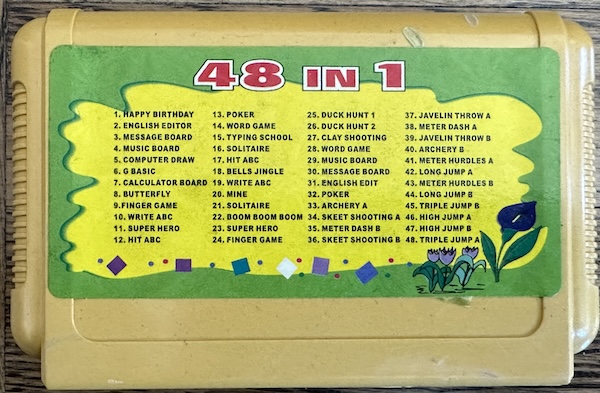 48 IN 1
1. HAPPY BIRTHDAY
2. ENGLISH EDITOR
3. MESSAGE BOARD
4. MUSIC BOARD
5. COMPUTER DRAW
6. G BASIC
7. CALCULATOR BOARD
8. BUTTERFLY
9. FINGER GAME
10. WRITE ABC
11. SUPER HERO
12. HIT ABC
13. POKER
14. WORD GAME
15. TYPING SCHOOL
16. SOLITAIRE
17. HIT ABC
18. BELLS JINGLE
19. WRITE ABC
20. MINE
21. SOLITAIRE
22. BOOM BOOM BOOM
23. SUPER HERO
24. FINGER GAME
25. DUCK HUNT 1
26. DUCK HUNT 2
27. CLAY SHOOTING
28. WORD GAME
29. MUSIC BOARD
30. MESSAGE BOARD
31. ENGLISH EDIT
32. POKER
33. ARCHERY A
34. SKEET SHOOTING A
35. METER DASH B
36. SKEET SHOOTING B
37. JAVELIN THROW A
38. METER DASH A
39. JAVELIN THROW B
40. ARCHERY B
41. METER HURDLES A
42. LONG JUMP A
43. METER HURDLES B
44. LONG JUMP B
45. TRIPLE JUMP B
46. HIGH JUMP A
47. HIGH JUMP B
48. TRIPLE JUMP A